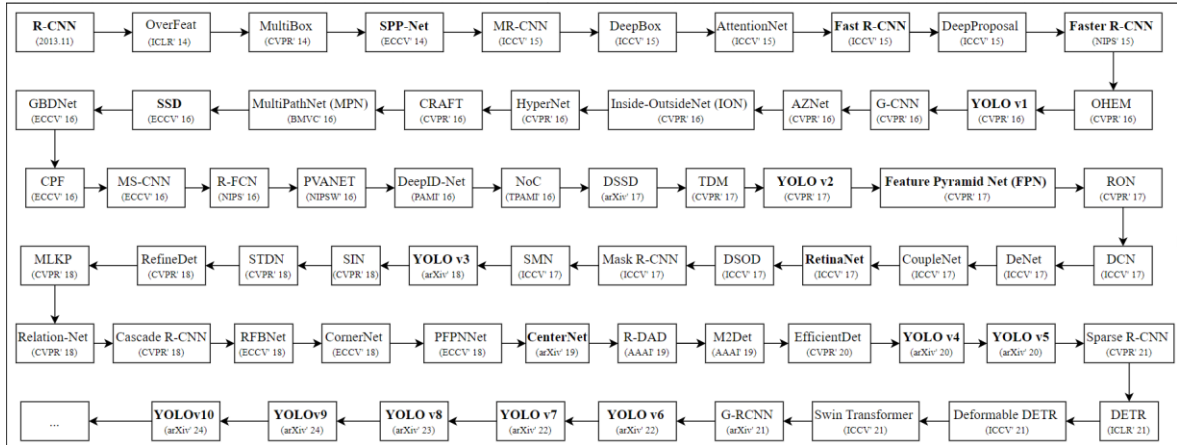 R-CNN
(2013.11)
OverFeat
(ICLR' 14)
MultiBox
(CVPR' 14)
SPP-Net
(ECCV' 14)
MR-CNN
(ICCV' 15)
DeepBox
(ICCV' 15)
AttentionNet
(ICCV' 15)
Fast R-CNN
(ICCV' 15)
DeepProposal
(ICCV' 15)
Faster R-CNN
(NIPS' 15)
GBDNet
(ECCV' 16)
SSD
(ECCV' 16)
MultiPathNet (MPN)
(BMVC' 16)
CRAFT
(CVPR' 16)
HyperNet
(CVPR' 16)
Inside-OutsideNet (ION)
(CVPR' 16)
AZNet
(CVPR' 16)
G-CNN
(CVPR' 16)
YOLO v1
(CVPR' 16)
OHEM
(CVPR' 16)
CPF
(ECCV' 16)
MS-CNN
(ECCV' 16)
R-FCN
(NIPS' 16)
PVANET
(NIPSW' 16)
DeepID-Net
(PAMI' 16)
NoC
(TPAMI' 16)
DSSD
(arXiv' 17)
TDM
(CVPR' 17)
YOLO v2
(CVPR' 17)
Feature Pyramid Net (FPN)
(CVPR' 17)
RON
(CVPR' 17)
MLKP
(CVPR' 18)
RefineDet
(CVPR' 18)
STDN
(CVPR' 18)
SIN
(CVPR' 18)
YOLO v3
(arXiv' 18)
SMN
(ICCV' 17)
Mask R-CNN
(ICCV' 17)
DSOD
(ICCV' 17)
RetinaNet
(ICCV' 17)
CoupleNet
(ICCV' 17)
DeNet
(ICCV' 17)
DCN
(ICCV' 17)
Relation-Net
(CVPR' 18)
Cascade R-CNN
(CVPR' 18)
RFBNet
(ECCV' 18)
CornerNet
(ECCV' 18)
PFPNNet
(ECCV' 18)
CenterNet
(arXiv' 19)
R-DAD
(AAAI' 19)
M2Det
(AAAI' 19)
EfficientDet
(CVPR' 20)
YOLO v4
(arXiv' 20)
YOLO v5
(arXiv' 20)
Sparse R-CNN
(CVPR' 21)
...
YOLOv10
(arXiv' 24)
YOLOv9
(arXiv' 24)
YOLO v8
(arXiv' 23)
YOLO v7
(arXiv' 22)
YOLO v6
(arXiv' 22)
G-RCNN
(arXiv' 21)
Swin Transformer
(ICCV' 21)
Deformable DETR
(ICCV' 21)
DETR
(ICLR' 21)